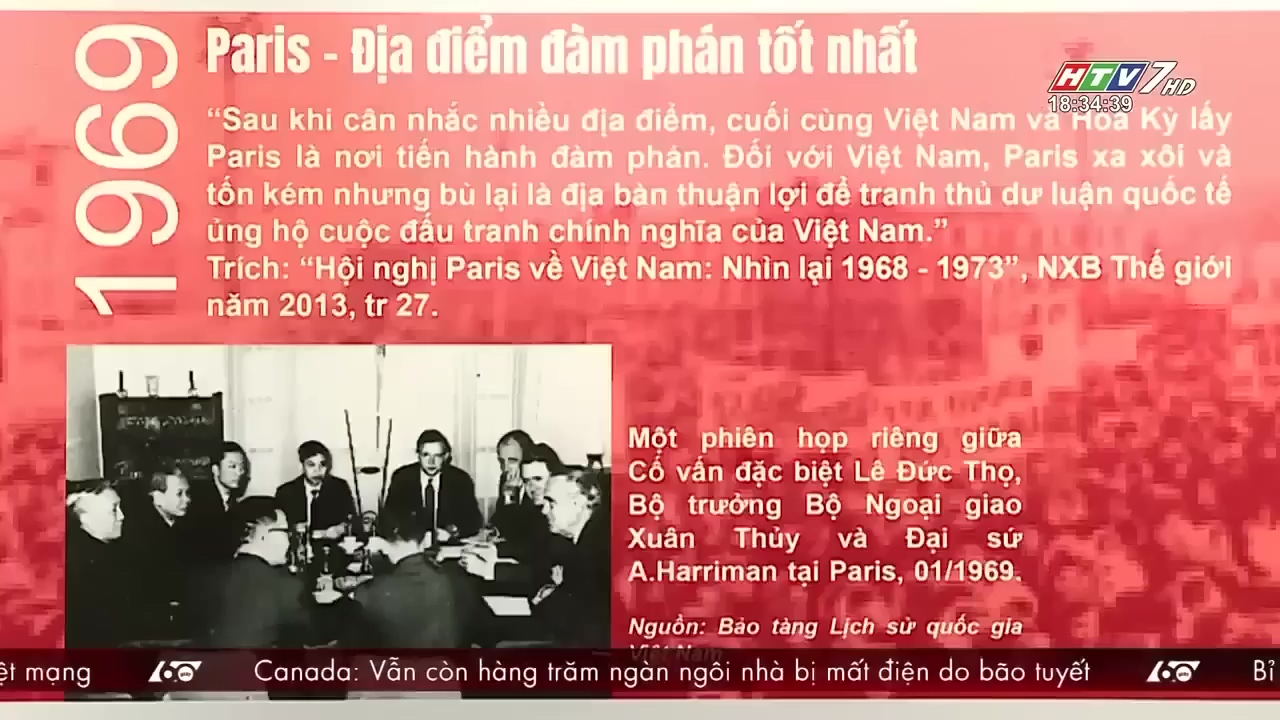 1969
Paris - Địa điểm đàm phán tốt nhất
HTV7 HD
18:34:39
“Sau khi cân nhắc nhiều địa điểm, cuối cùng Việt Nam và Hoa Kỳ lấy
Paris là nơi tiến hành đàm phán. Đối với Việt Nam, Paris xa xôi và
tốn kém nhưng bù lại là địa bàn thuận lợi để tranh thủ dư luận quốc tế
ủng hộ cuộc đấu tranh chính nghĩa của Việt Nam.”
Trích: “Hội nghị Paris về Việt Nam: Nhìn lại 1968 - 1973”, NXB Thế giới
năm 2013, tr 27.
Một phiên họp riêng giữa
Cố vấn đặc biệt Lê Đức Thọ,
Bộ trưởng Bộ Ngoại giao
Xuân Thủy và Đại sứ
A.Harriman tại Paris, 01/1969.
Nguồn: Bảo tàng Lịch sử quốc gia
Việt Nam
ệt mạng 60 giây Canada: Vẫn còn hàng trăm ngàn ngôi nhà bị mất điện do bão tuyết 60 giây Bỉ